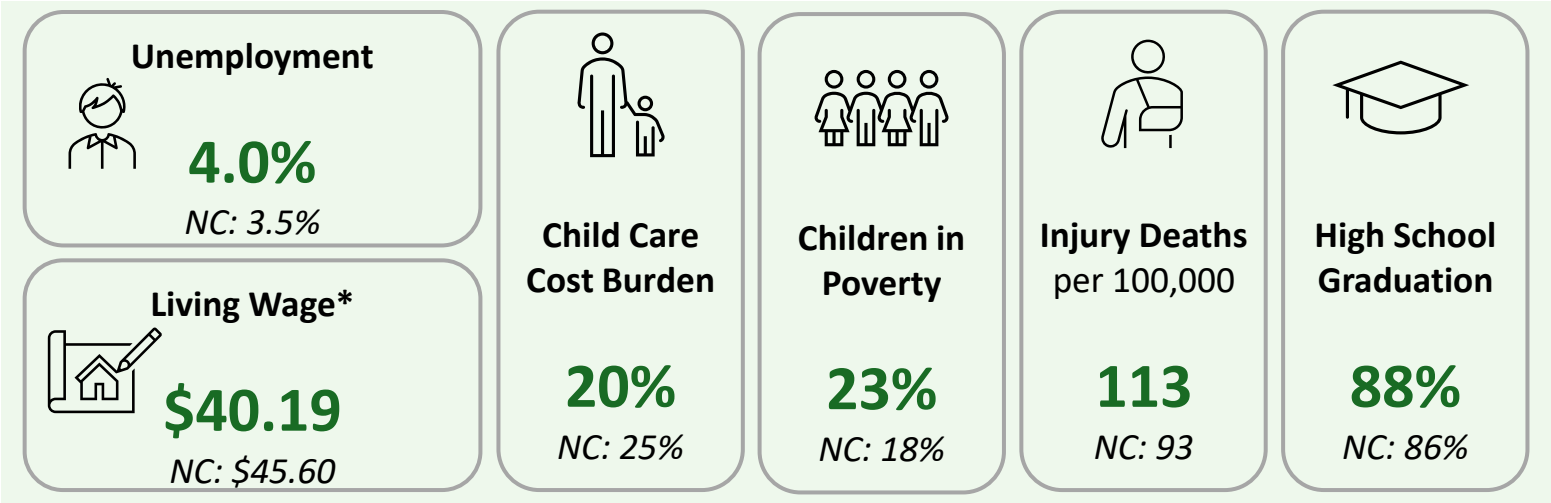 Unemployment
4.0%
NC: 3.5%
Living Wage*
$40.19
NC: $45.60
Child Care
Cost Burden
20%
NC: 25%
Children in
Poverty
23%
NC: 18%
Injury Deaths
per 100,000
113
NC: 93
High School
Graduation
88%
NC: 86%